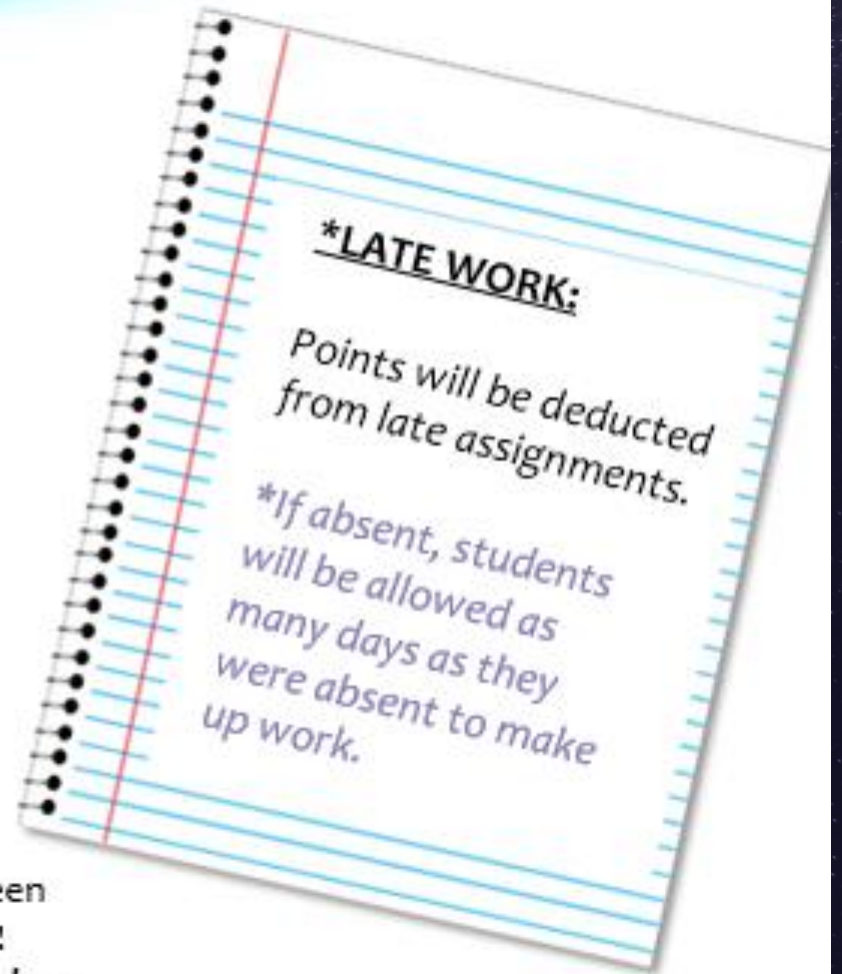 *LATE WORK:
Points will be deducted
from late assignments.
*If absent, students
will be allowed as
many days as they
were absent to make
up work.